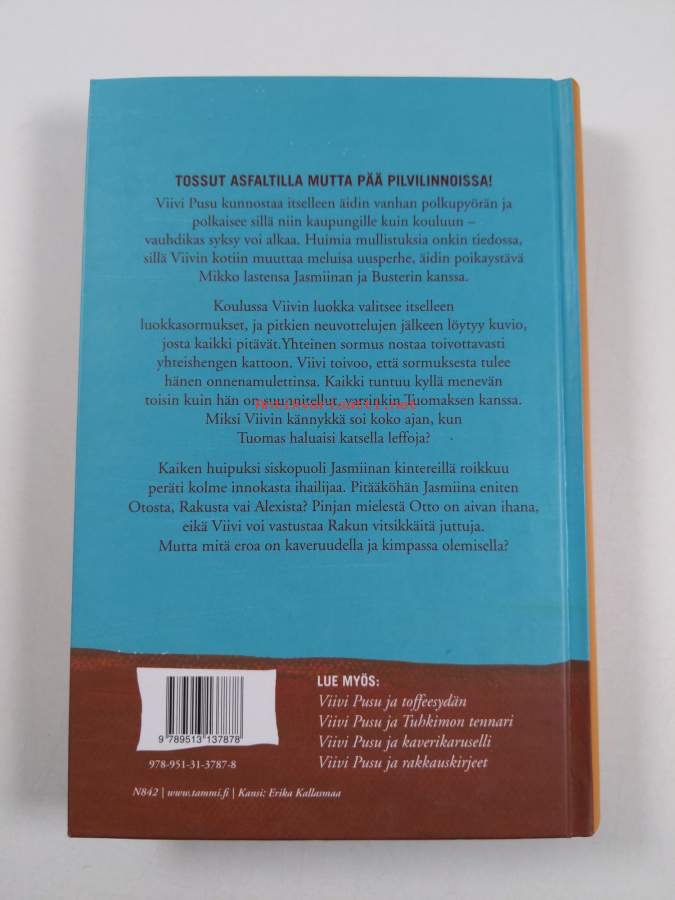 TOSSUT ASFALTILLA MUTTA PÄÄ PILVILINNOISSA!
Viivi Pusu kunnostaa itselleen äidin vanhan polkupyörän ja
polkaisee sillä niin kaupungille kuin kouluun –
vauhdikas syksy voi alkaa. Huimia mullistuksia onkin tiedossa,
sillä Viivin kotiin muuttaa meluisa uusperhe, äidin poikaystävä
Mikko lastensa Jasmiinan ja Busterin kanssa.
Koulussa Viivin luokka valitsee itselleen
luokkasormukset, ja pitkien neuvottelujen jälkeen löytyy kuvio,
josta kaikki pitävät.Yhteinen sormus nostaa toivottavasti
yhteishengen kattoon. Viivi toivoo, että sormuksesta tulee
hänen onnenamulettinsa. Kaikki tuntuu kyllä menevän
toisin kuin hän on suunnitellut, varsinkin Tuomaksen kanssa.
Miksi Viivin kännykkä soi koko ajan, kun
Tuomas haluaisi katsella leffoja?
Kaiken huipuksi siskopuoli Jasmiinan kintereillä roikkuu
peräti kolme innokasta ihailijaa. Pitääköhän Jasmiina eniten
Otosta, Rakusta vai Alexista? Pinjan mielestä Otto on aivan ihana,
eikä Viivi voi vastustaa Rakun vitsikkäitä juttuja.
Mutta mitä eroa on kaveruudella ja kimpassa olemisella?
LUE MYÖS:
Viivi Pusu ja toffeesydän
Viivi Pusu ja Tuhkimon tennari
Viivi Pusu ja kaverikaruselli
Viivi Pusu ja rakkauskirjeet
9 789513 137878
978-951-31-3787-8
N842 | www.tammi.fi | Kansi: Erika Kallasmaa